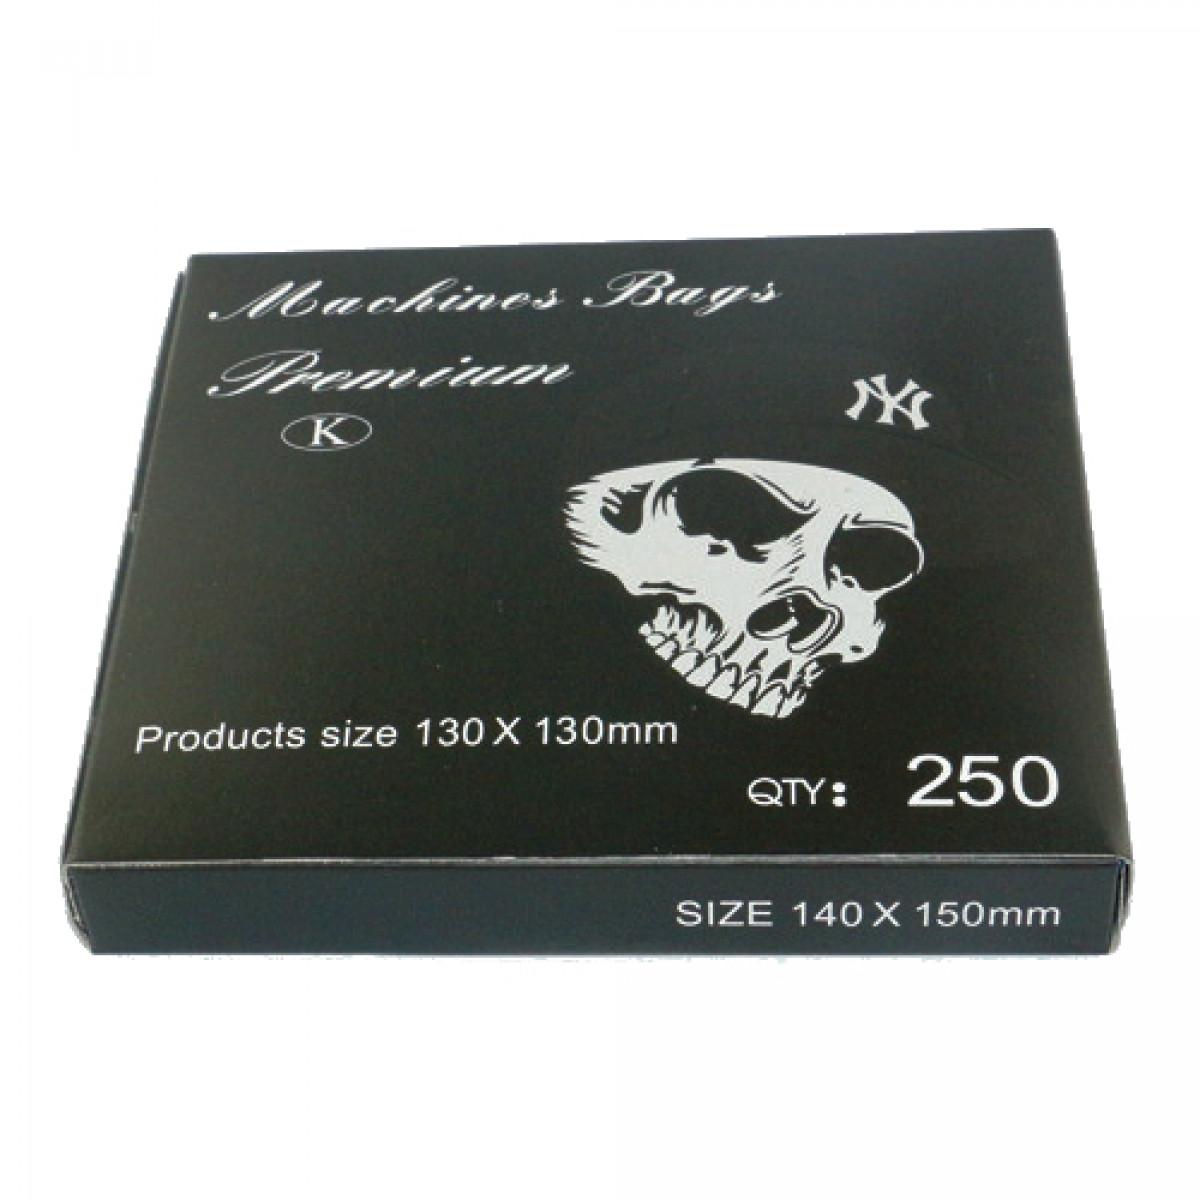 Machines Bags
Premium
K
NY
Products size 130 X 130mm
QTY: 250
SIZE 140 X 150mm